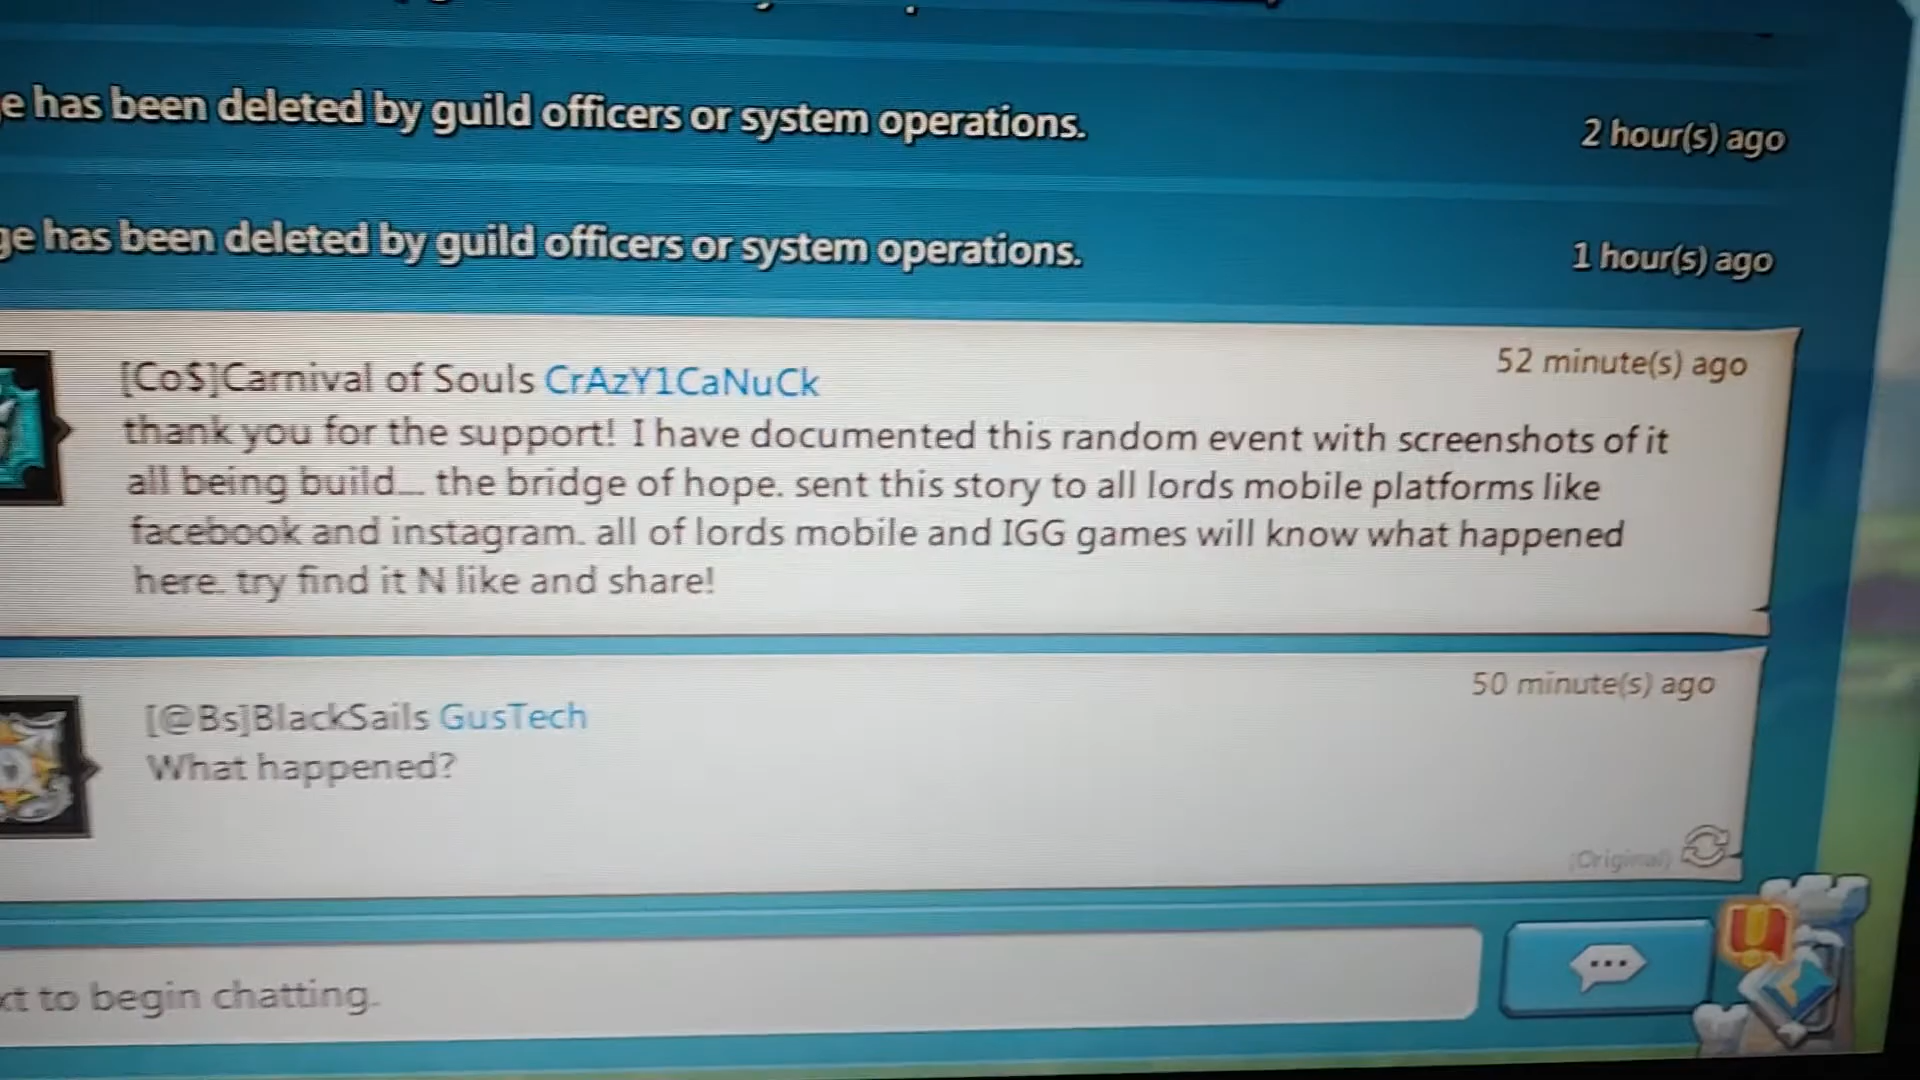 has been deleted by guild officers or system operations.
2 hour(s) ago
has been deleted by guild officers or system operations.
1 hour(s) ago
52 minute(s) ago
[Co$]Carnival of Souls CrAzY1CaNuCk
thank you for the support! I have documented this random event with screenshots of it
all being build... the bridge of hope. sent this story to all lords mobile platforms like
facebook and instagram. all of lords mobile and IGG games will know what happened
here. try find it N like and share!
50 minute(s) ago
[@Bs]BlackSails GusTech
What happened?
(Original)
to begin chatting.